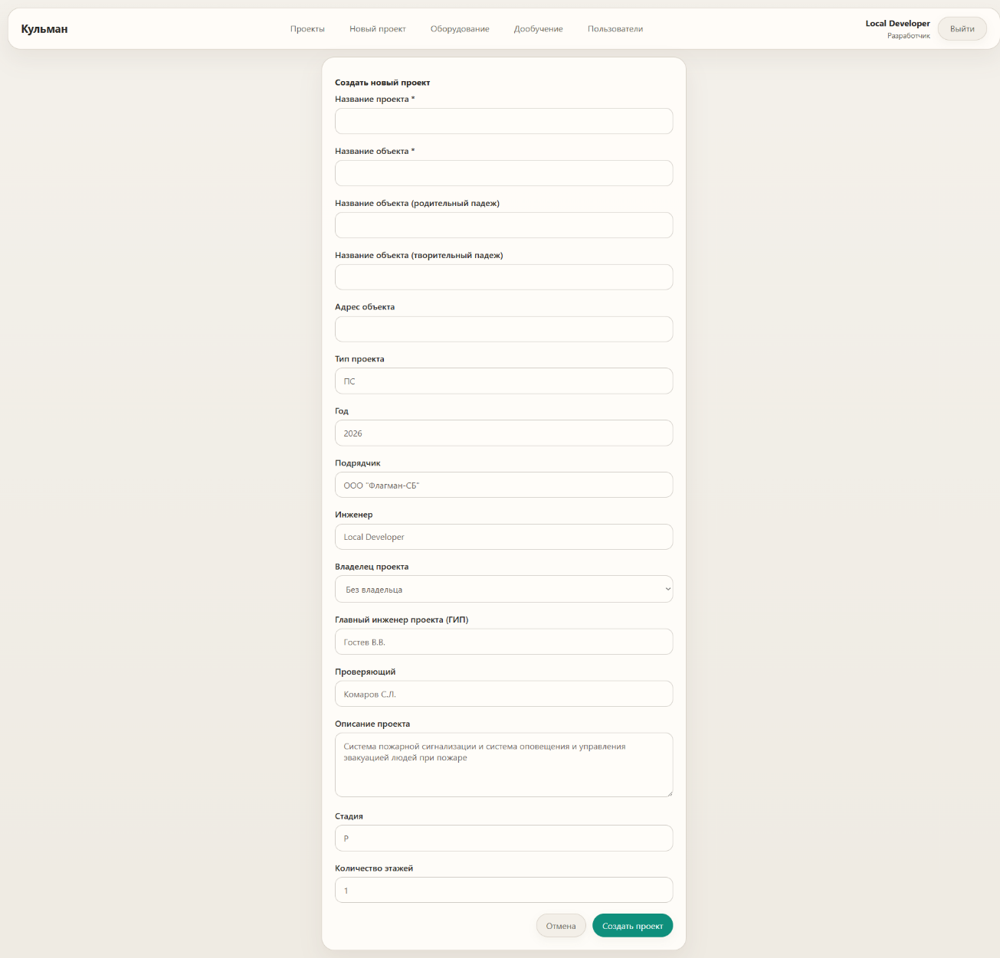 Кульман
Проекты
Новый проект
Оборудование
Дообучение
Пользователи
Local Developer
Разработчик
Выйти
Создать новый проект
Название проекта *
Название объекта *
Название объекта (родительный падеж)
Название объекта (творительный падеж)
Адрес объекта
Тип проекта
ПС
Год
2026
Подрядчик
ООО "Флагман-СБ"
Инженер
Local Developer
Владелец проекта
Без владельца
Главный инженер проекта (ГИП)
Гостев В.В.
Проверяющий
Комаров С.Л.
Описание проекта
Система пожарной сигнализации и система оповещения и управления
эвакуацией людей при пожаре
Стадия
Р
Количество этажей
1
Отмена
Создать проект